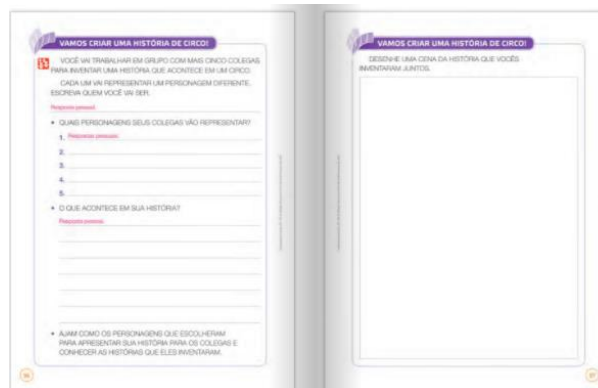 VAMOS CRIAR UMA HISTÓRIA DE CIRCO!
VOCÊ VAI TRABALHAR EM GRUPO COM MAIS CINCO COLEGAS
PARA INVENTAR UMA HISTÓRIA QUE ACONTECE EM UM CIRCO.
CADA UM VAI REPRESENTAR UM PERSONAGEM DIFERENTE.
ESCREVA QUEM VOCÊ VAI SER.
Resposta pessoal.
• QUAIS PERSONAGENS SEUS COLEGAS VÃO REPRESENTAR?
1. Respostas pessoais.
2.
3.
4.
5.
• O QUE ACONTECE EM SUA HISTÓRIA?
Resposta pessoal.
• AJAM COMO OS PERSONAGENS QUE ESCOLHERAM
PARA APRESENTAR SUA HISTÓRIA PARA OS COLEGAS E
CONHECER AS HISTÓRIAS QUE ELES INVENTARAM.
VAMOS CRIAR UMA HISTÓRIA DE CIRCO!
DESENHE UMA CENA DA HISTÓRIA QUE VOCÊS
INVENTARAM JUNTOS.